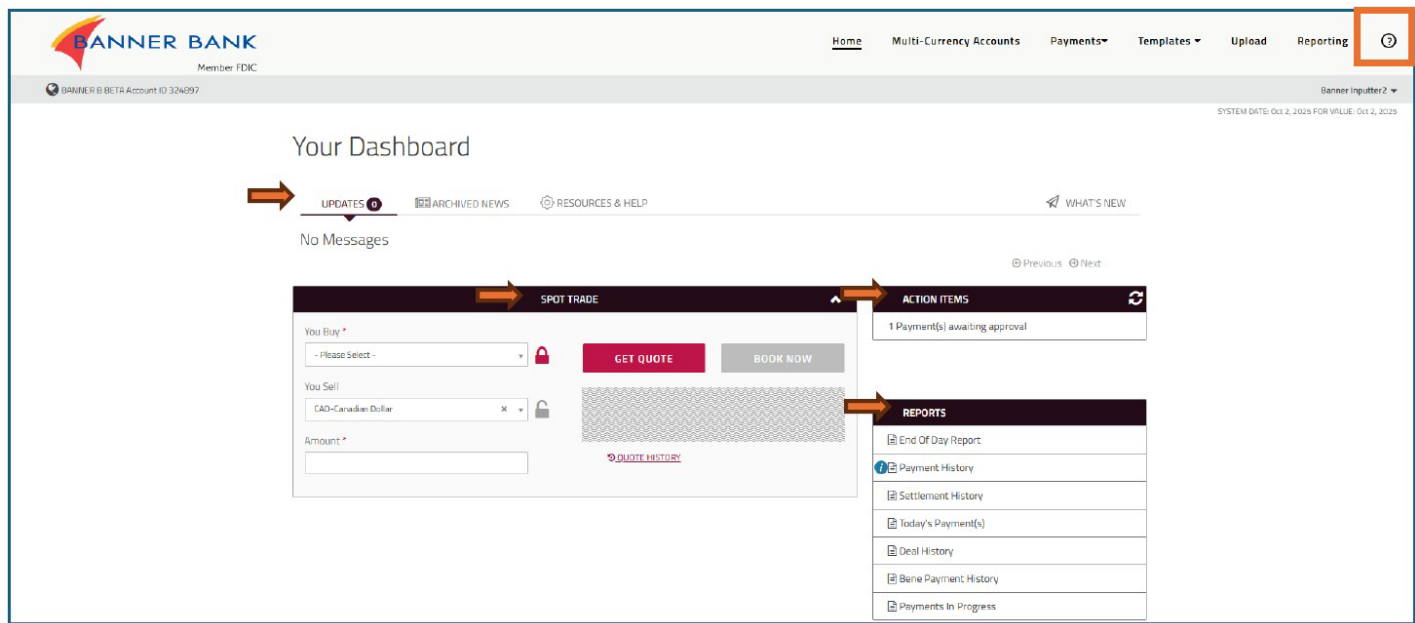 BANNER BANK
Member FDIC
Home Multi-Currency Accounts Payments Templates Upload Reporting ?
BANNER B BETA Account ID 324897
Banner Inputter2
SYSTEM DATE: Oct 2, 2025 FOR VALUE: Oct 2, 2025
Your Dashboard
UPDATES 0 ARCHIVED NEWS RESOURCES & HELP WHAT'S NEW
No Messages
Previous Next
SPOT TRADE
You Buy *
- Please Select -
GET QUOTE BOOK NOW
You Sell
CAD-Canadian Dollar
Amount *
QUOTE HISTORY
ACTION ITEMS
1 Payment(s) awaiting approval
REPORTS
End Of Day Report
i Payment History
Settlement History
Today's Payment(s)
Deal History
Bene Payment History
Payments In Progress